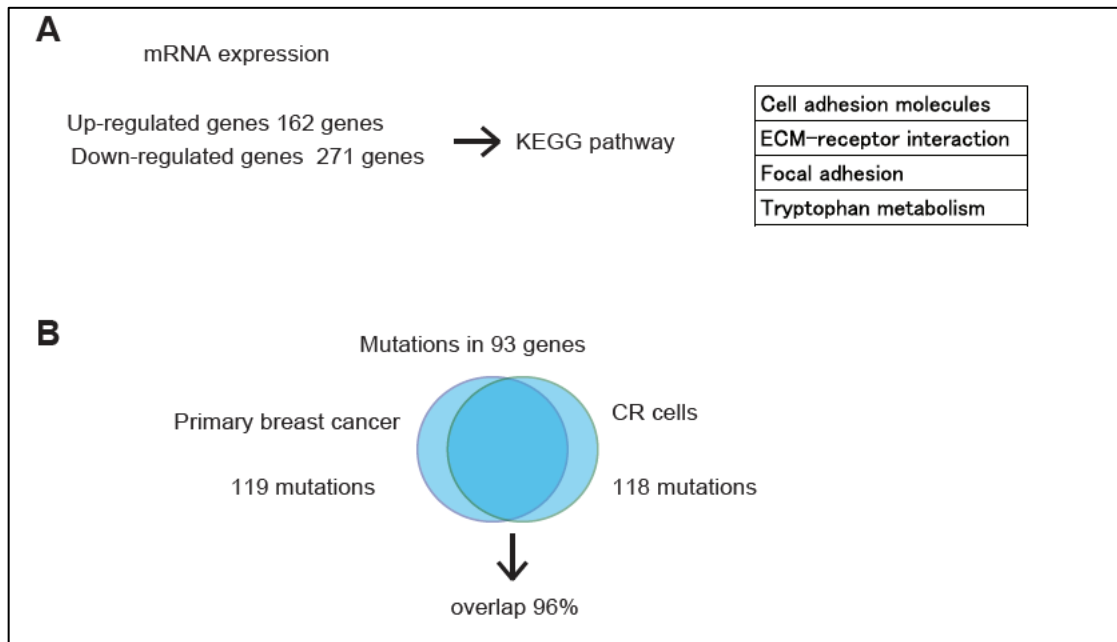 A
mRNA expression
Up-regulated genes 162 genes
Down-regulated genes 271 genes
KEGG pathway
Cell adhesion molecules
ECM-receptor interaction
Focal adhesion
Tryptophan metabolism
B
Mutations in 93 genes
Primary breast cancer
CR cells
119 mutations
118 mutations
overlap 96%